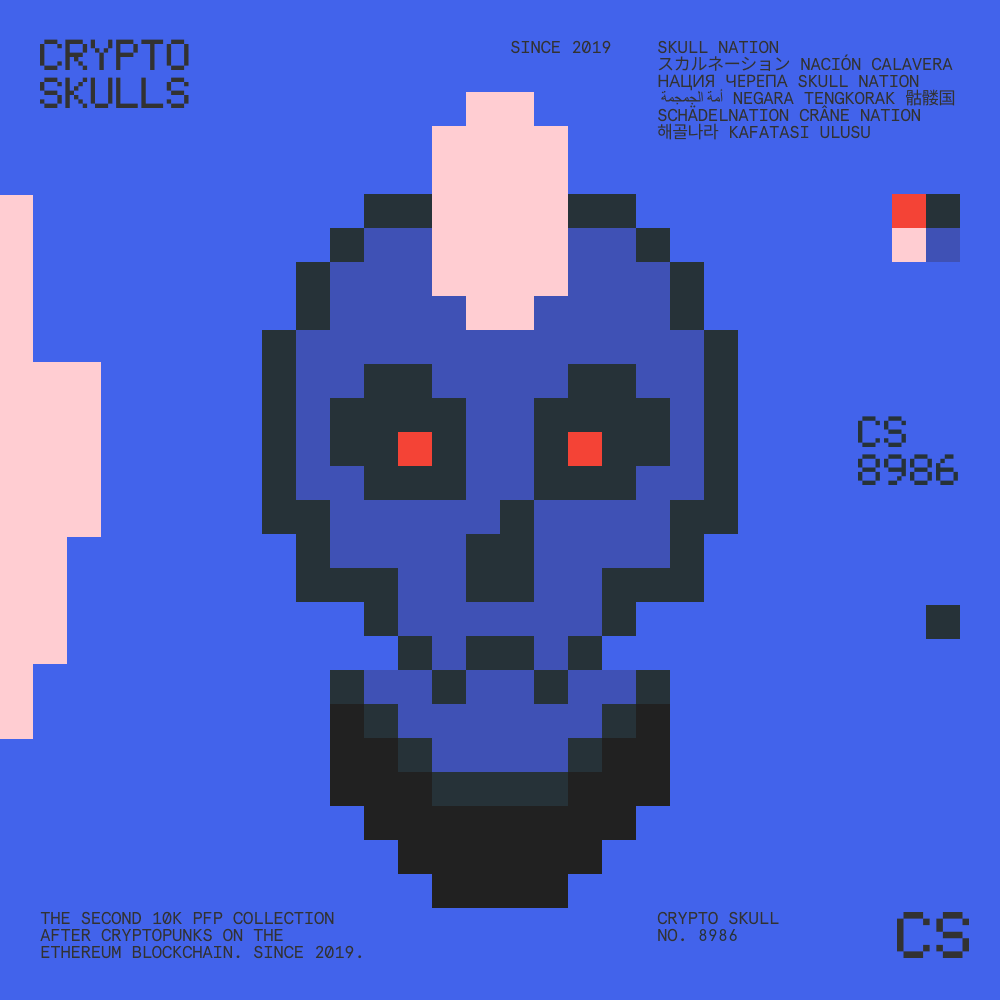 CRYPTO
SKULLS
SINCE 2019
SKULL NATION
スカルネーション NACIÓN CALAVERA
НАЦИЯ ЧЕРЕПА SKULL NATION
أمة الجمجمة NEGARA TENGKORAK 骷髅国
SCHÄDELNATION CRÂNE NATION
해골나라 KAFATASI ULUSU
CS
8986
THE SECOND 10K PFP COLLECTION
AFTER CRYPTOPUNKS ON THE
ETHEREUM BLOCKCHAIN. SINCE 2019.
CRYPTO SKULL
NO. 8986
CS